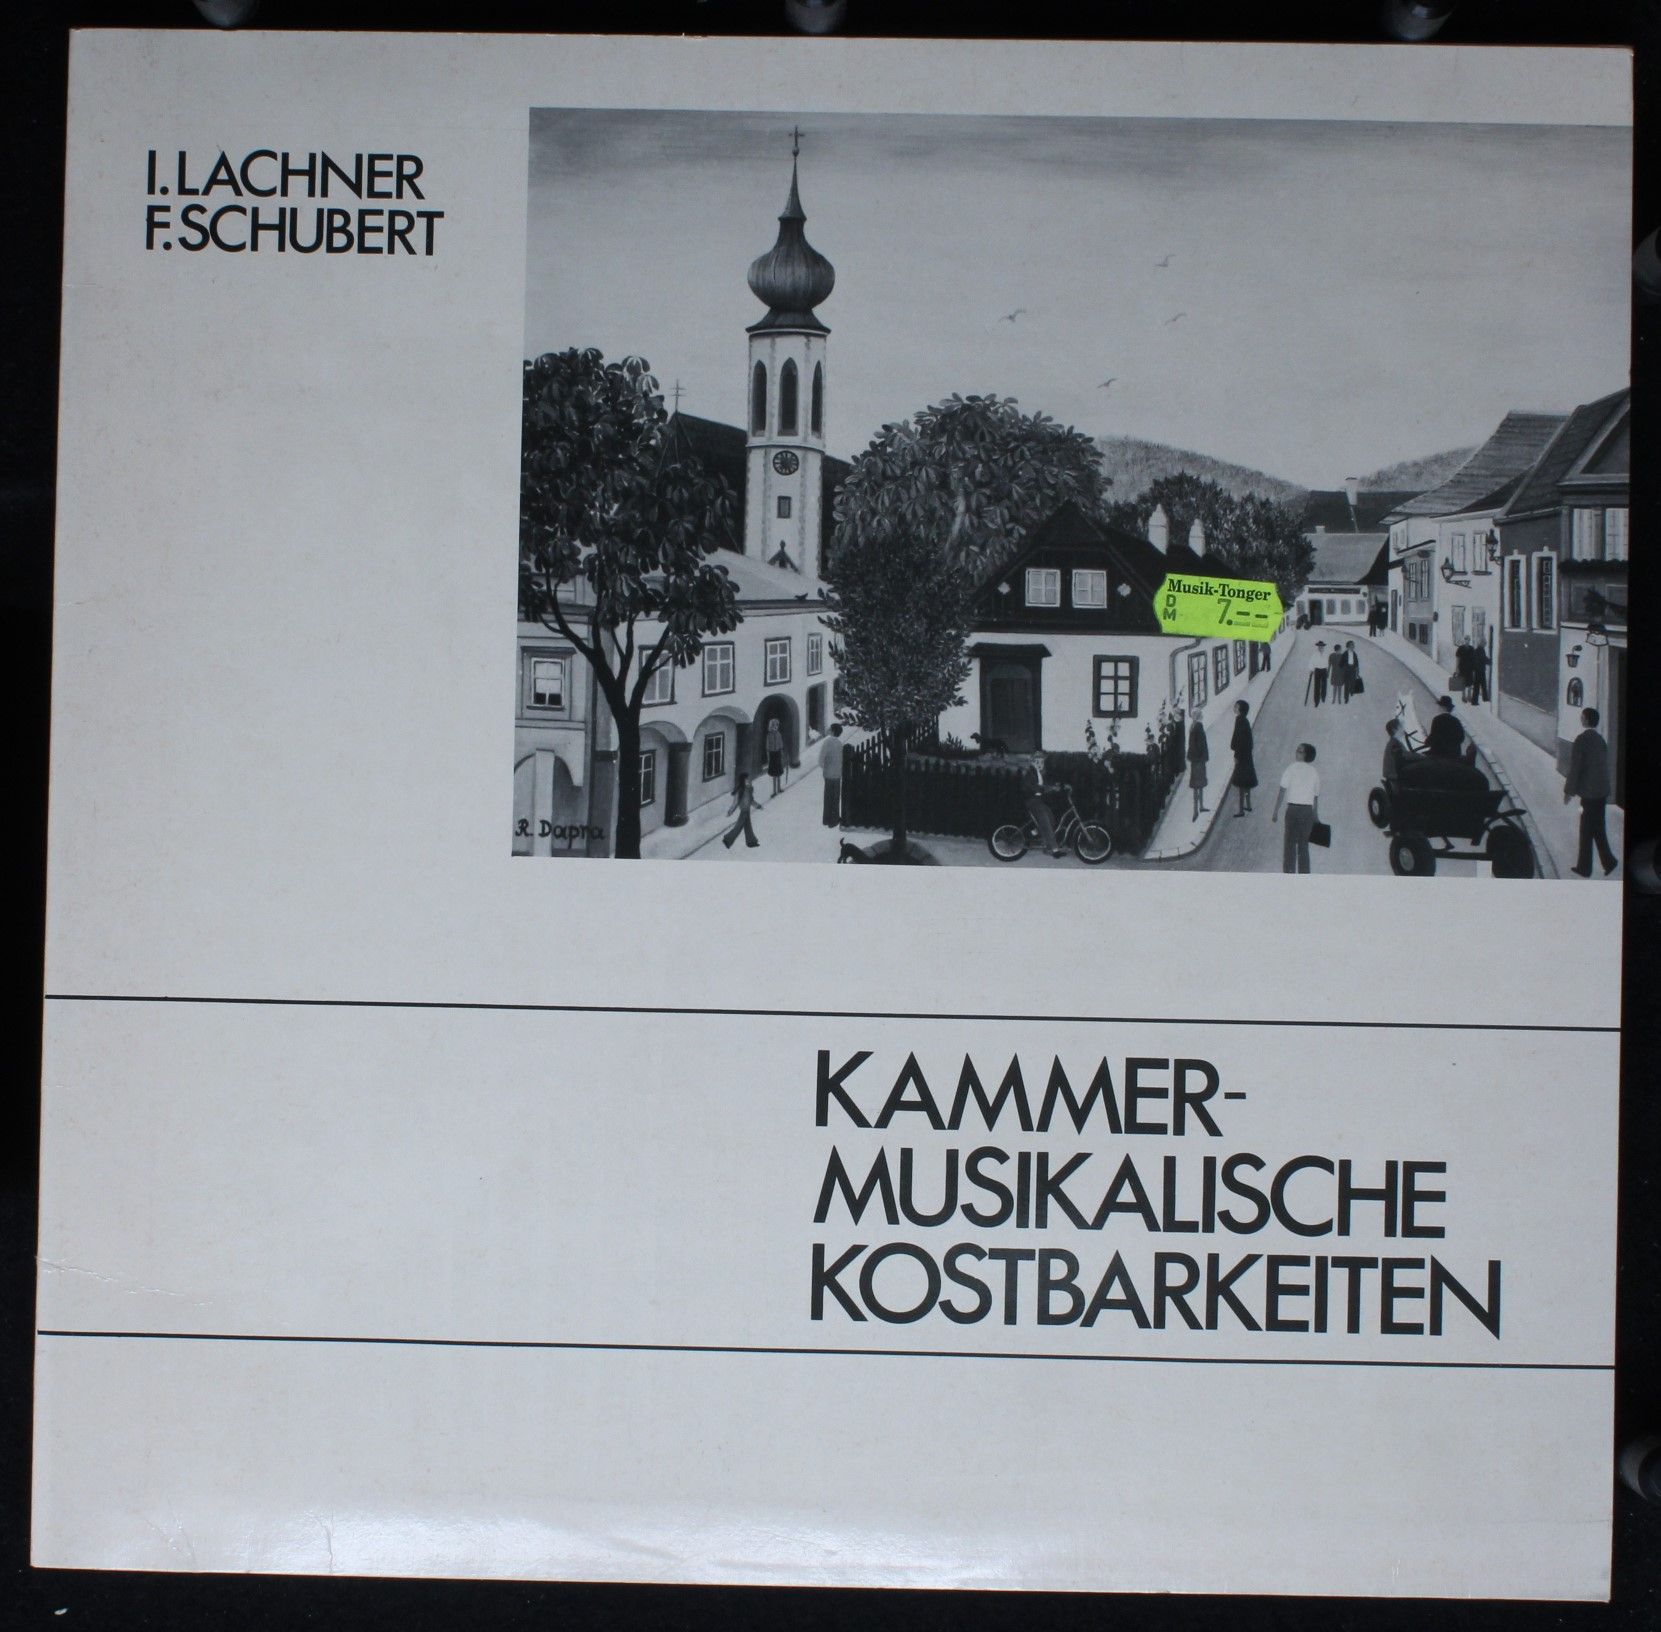 I. LACHNER
F. SCHUBERT
Musik-Tonger
DM 7.--
R. Dapra
KAMMER-
MUSIKALISCHE
KOSTBARKEITEN